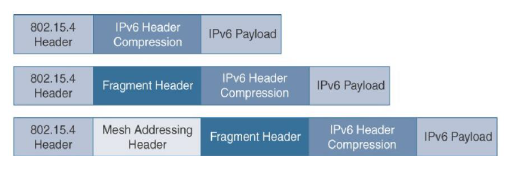 802.15.4
Header
IPv6 Header
Compression
IPv6 Payload
802.15.4
Header
Fragment Header
IPv6 Header
Compression
IPv6 Payload
802.15.4
Header
Mesh Addressing
Header
Fragment Header
IPv6 Header
Compression
IPv6 Payload